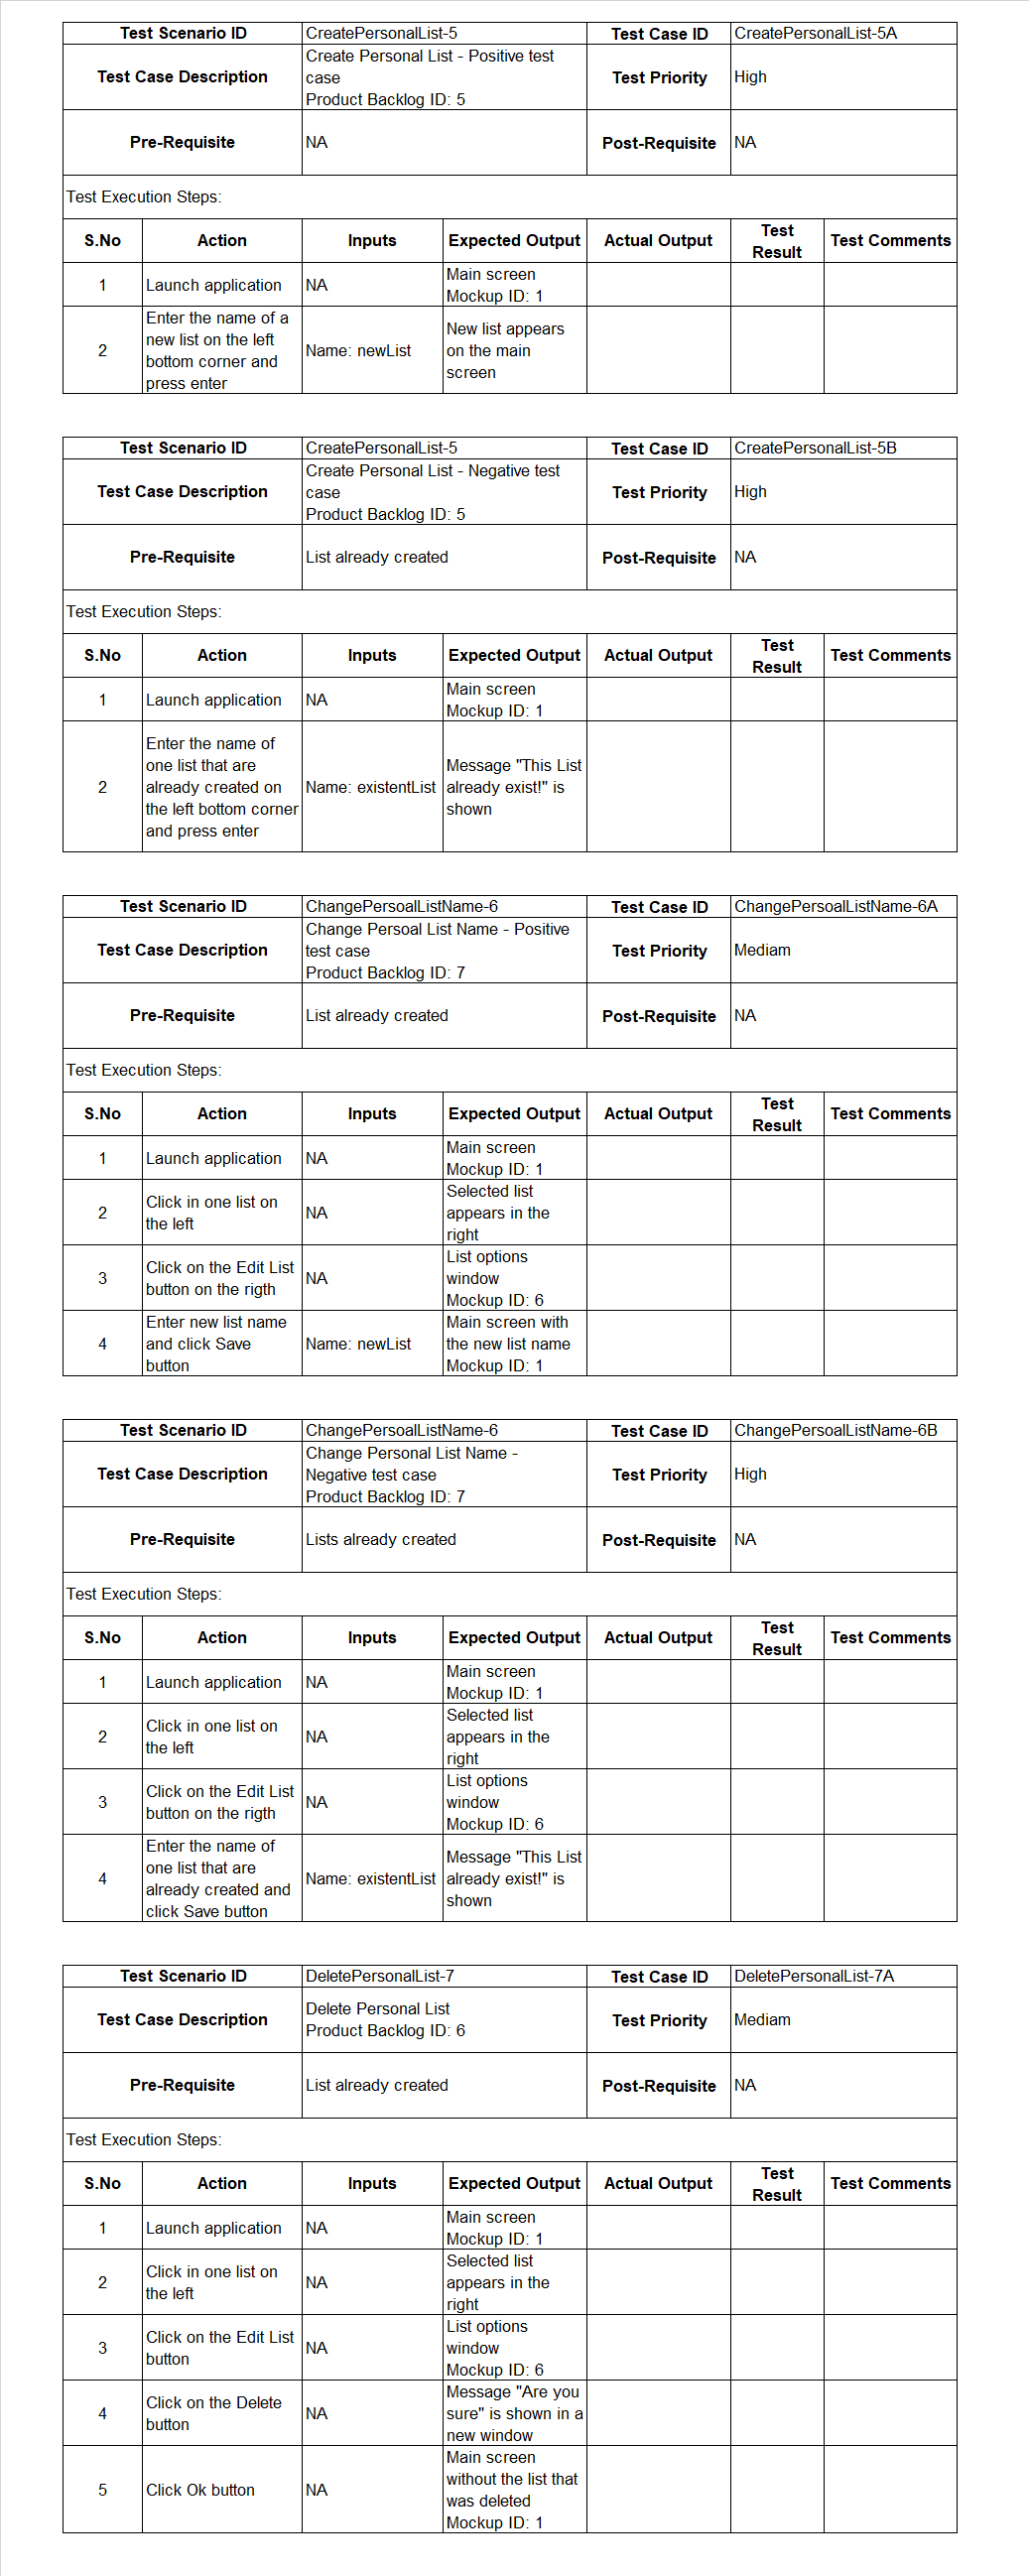 Test Scenario ID CreatePersonalList-5 Test Case ID CreatePersonalList-5A
Test Case Description Create Personal List - Positive test case Product Backlog ID: 5 Test Priority High
Pre-Requisite NA Post-Requisite NA
Test Execution Steps:
S.No Action Inputs Expected Output Actual Output Test Result Test Comments
1 Launch application NA Main screen Mockup ID: 1
2 Enter the name of a new list on the left bottom corner and press enter Name: newList New list appears on the main screen
Test Scenario ID CreatePersonalList-5 Test Case ID CreatePersonalList-5B
Test Case Description Create Personal List - Negative test case Product Backlog ID: 5 Test Priority High
Pre-Requisite List already created Post-Requisite NA
Test Execution Steps:
S.No Action Inputs Expected Output Actual Output Test Result Test Comments
1 Launch application NA Main screen Mockup ID: 1
2 Enter the name of one list that are already created on the left bottom corner and press enter Name: existentList Message "This List already exist!" is shown
Test Scenario ID ChangePersoalListName-6 Test Case ID ChangePersoalListName-6A
Test Case Description Change Persoal List Name - Positive test case Product Backlog ID: 7 Test Priority Mediam
Pre-Requisite List already created Post-Requisite NA
Test Execution Steps:
S.No Action Inputs Expected Output Actual Output Test Result Test Comments
1 Launch application NA Main screen Mockup ID: 1
2 Click in one list on the left NA Selected list appears in the right
3 Click on the Edit List button on the rigth NA List options window Mockup ID: 6
4 Enter new list name and click Save button Name: newList Main screen with the new list name Mockup ID: 1
Test Scenario ID ChangePersoalListName-6 Test Case ID ChangePersoalListName-6B
Test Case Description Change Personal List Name - Negative test case Product Backlog ID: 7 Test Priority High
Pre-Requisite Lists already created Post-Requisite NA
Test Execution Steps:
S.No Action Inputs Expected Output Actual Output Test Result Test Comments
1 Launch application NA Main screen Mockup ID: 1
2 Click in one list on the left NA Selected list appears in the right
3 Click on the Edit List button on the rigth NA List options window Mockup ID: 6
4 Enter the name of one list that are already created and click Save button Name: existentList Message "This List already exist!" is shown
Test Scenario ID DeletePersonalList-7 Test Case ID DeletePersonalList-7A
Test Case Description Delete Personal List Product Backlog ID: 6 Test Priority Mediam
Pre-Requisite List already created Post-Requisite NA
Test Execution Steps:
S.No Action Inputs Expected Output Actual Output Test Result Test Comments
1 Launch application NA Main screen Mockup ID: 1
2 Click in one list on the left NA Selected list appears in the right
3 Click on the Edit List button NA List options window Mockup ID: 6
4 Click on the Delete button NA Message "Are you sure" is shown in a new window
5 Click Ok button NA Main screen without the list that was deleted Mockup ID: 1